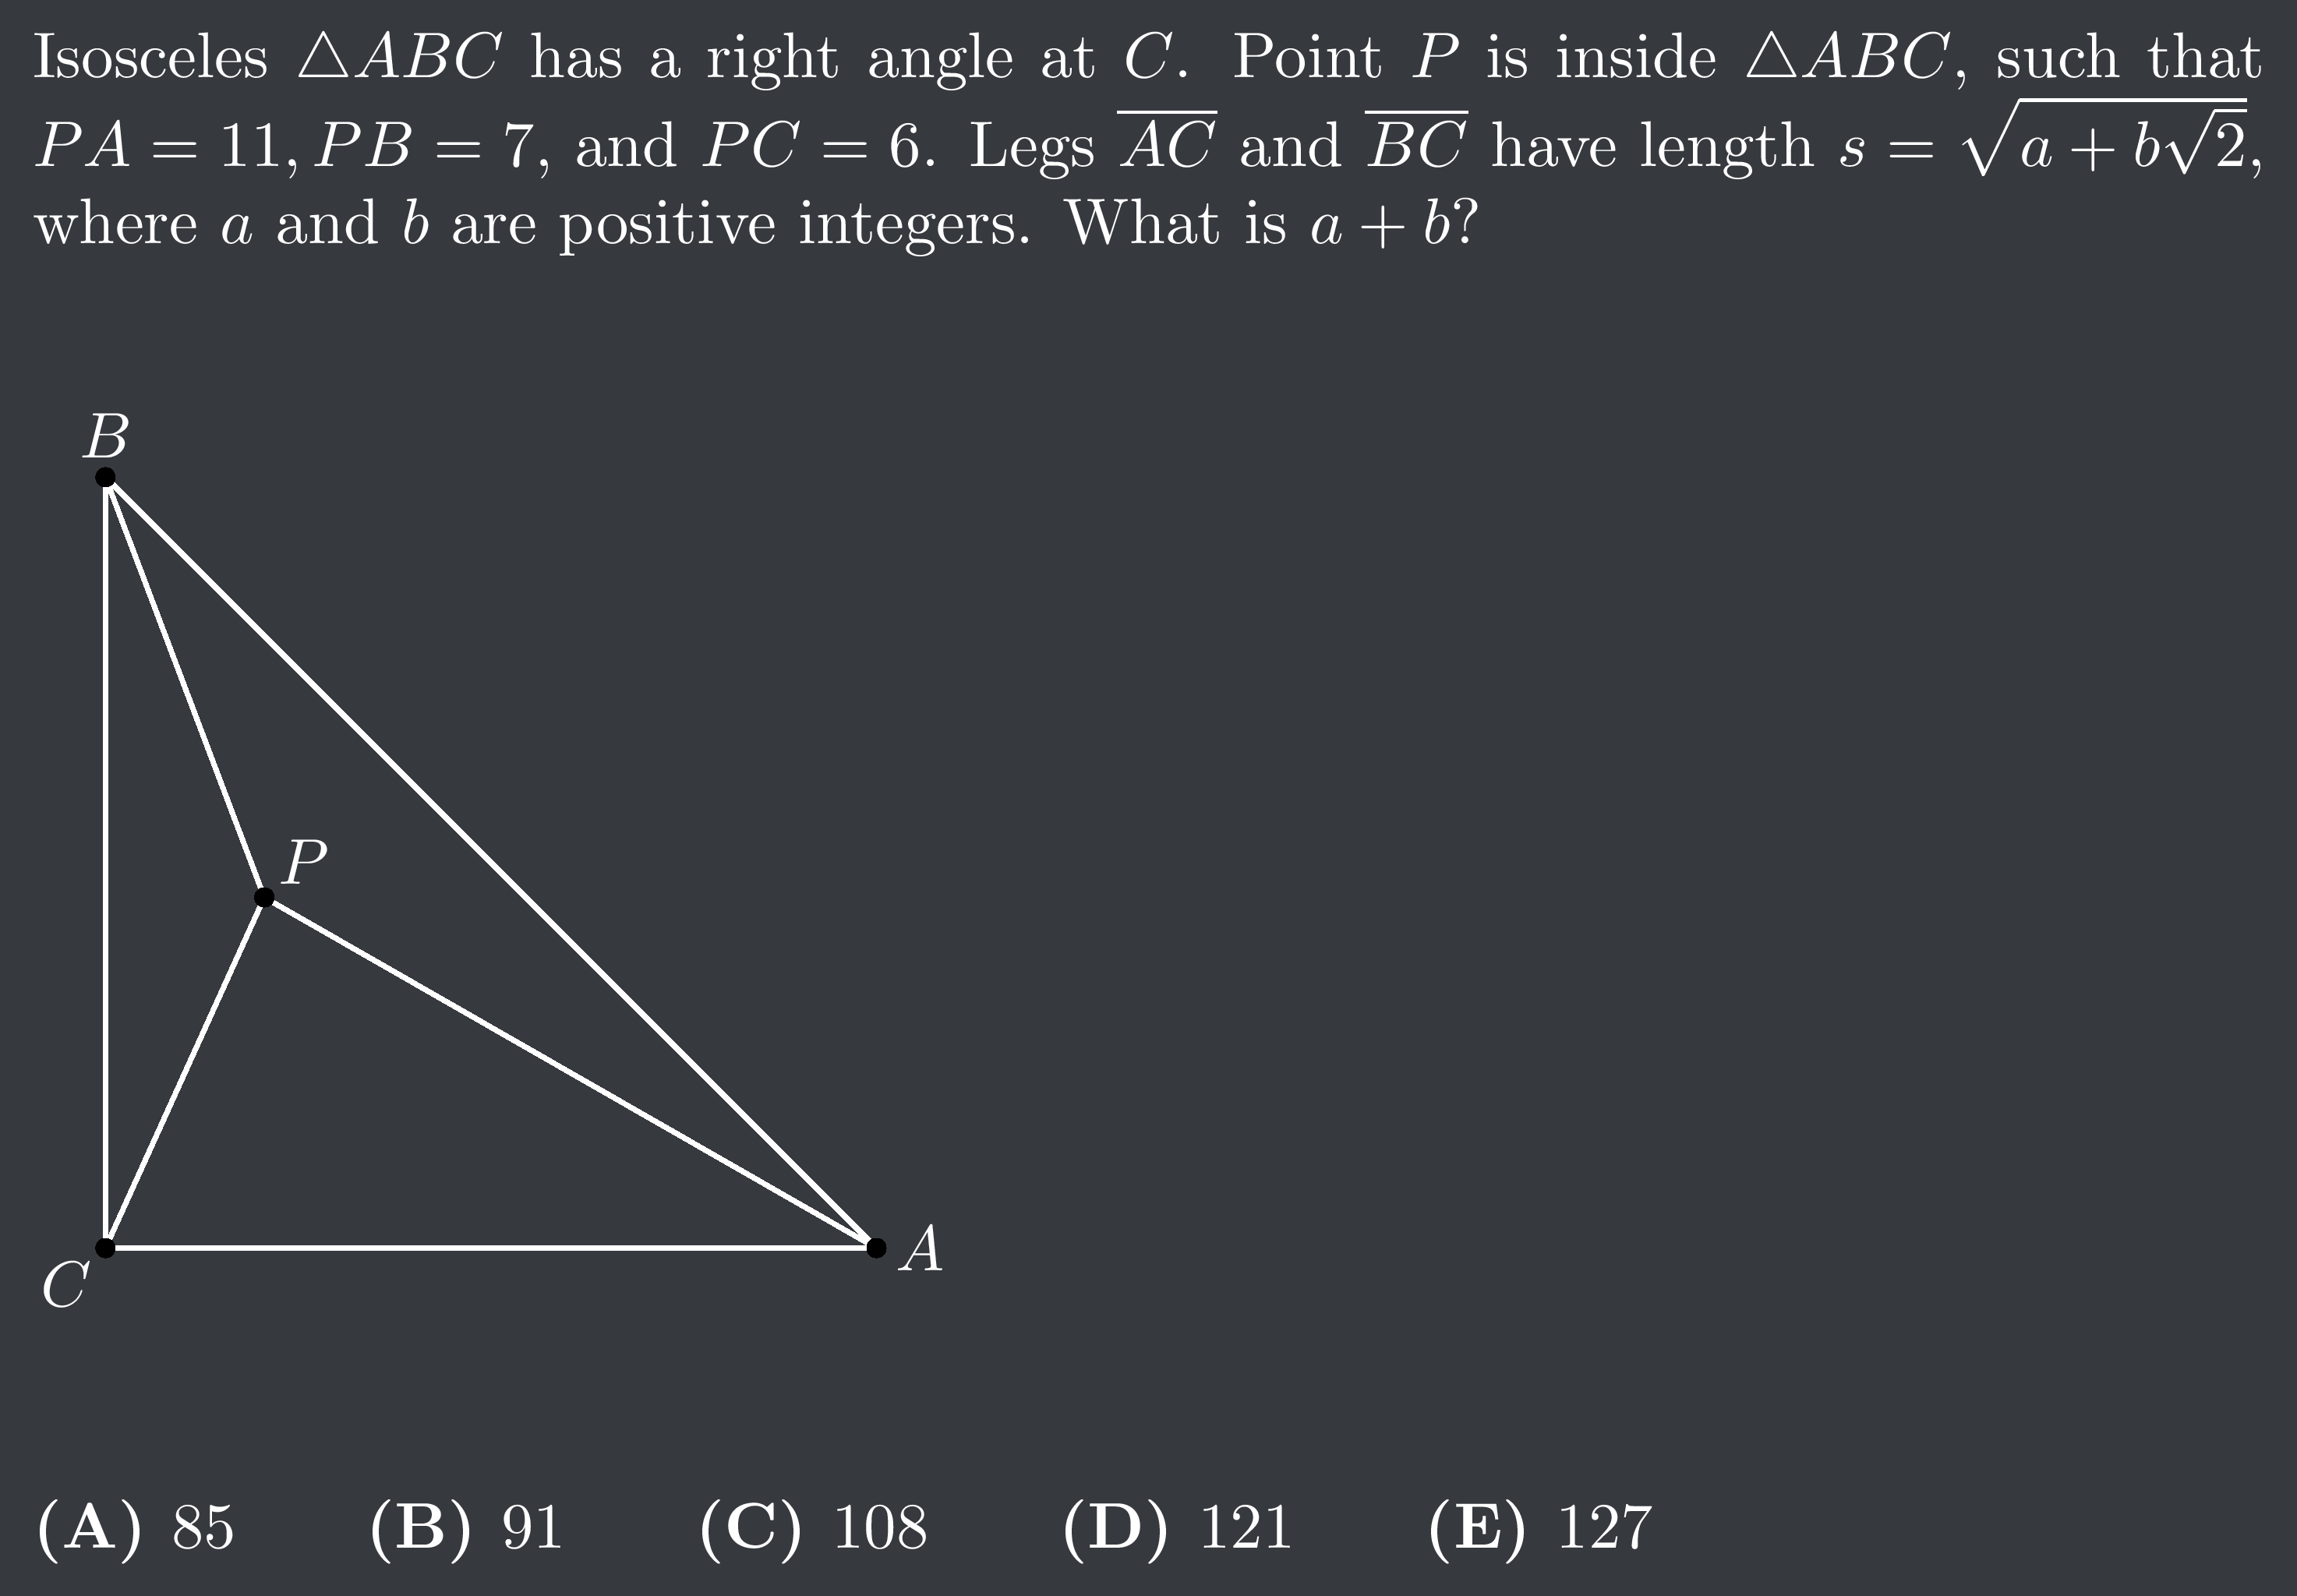 Isosceles △ABC has a right angle at C. Point P is inside △ABC, such that
PA = 11, PB = 7, and PC = 6. Legs \overline{AC} and \overline{BC} have length s = \sqrt{a + b\sqrt{2}},
where a and b are positive integers. What is a + b?
B
P
A
C
(A) 85 (B) 91 (C) 108 (D) 121 (E) 127